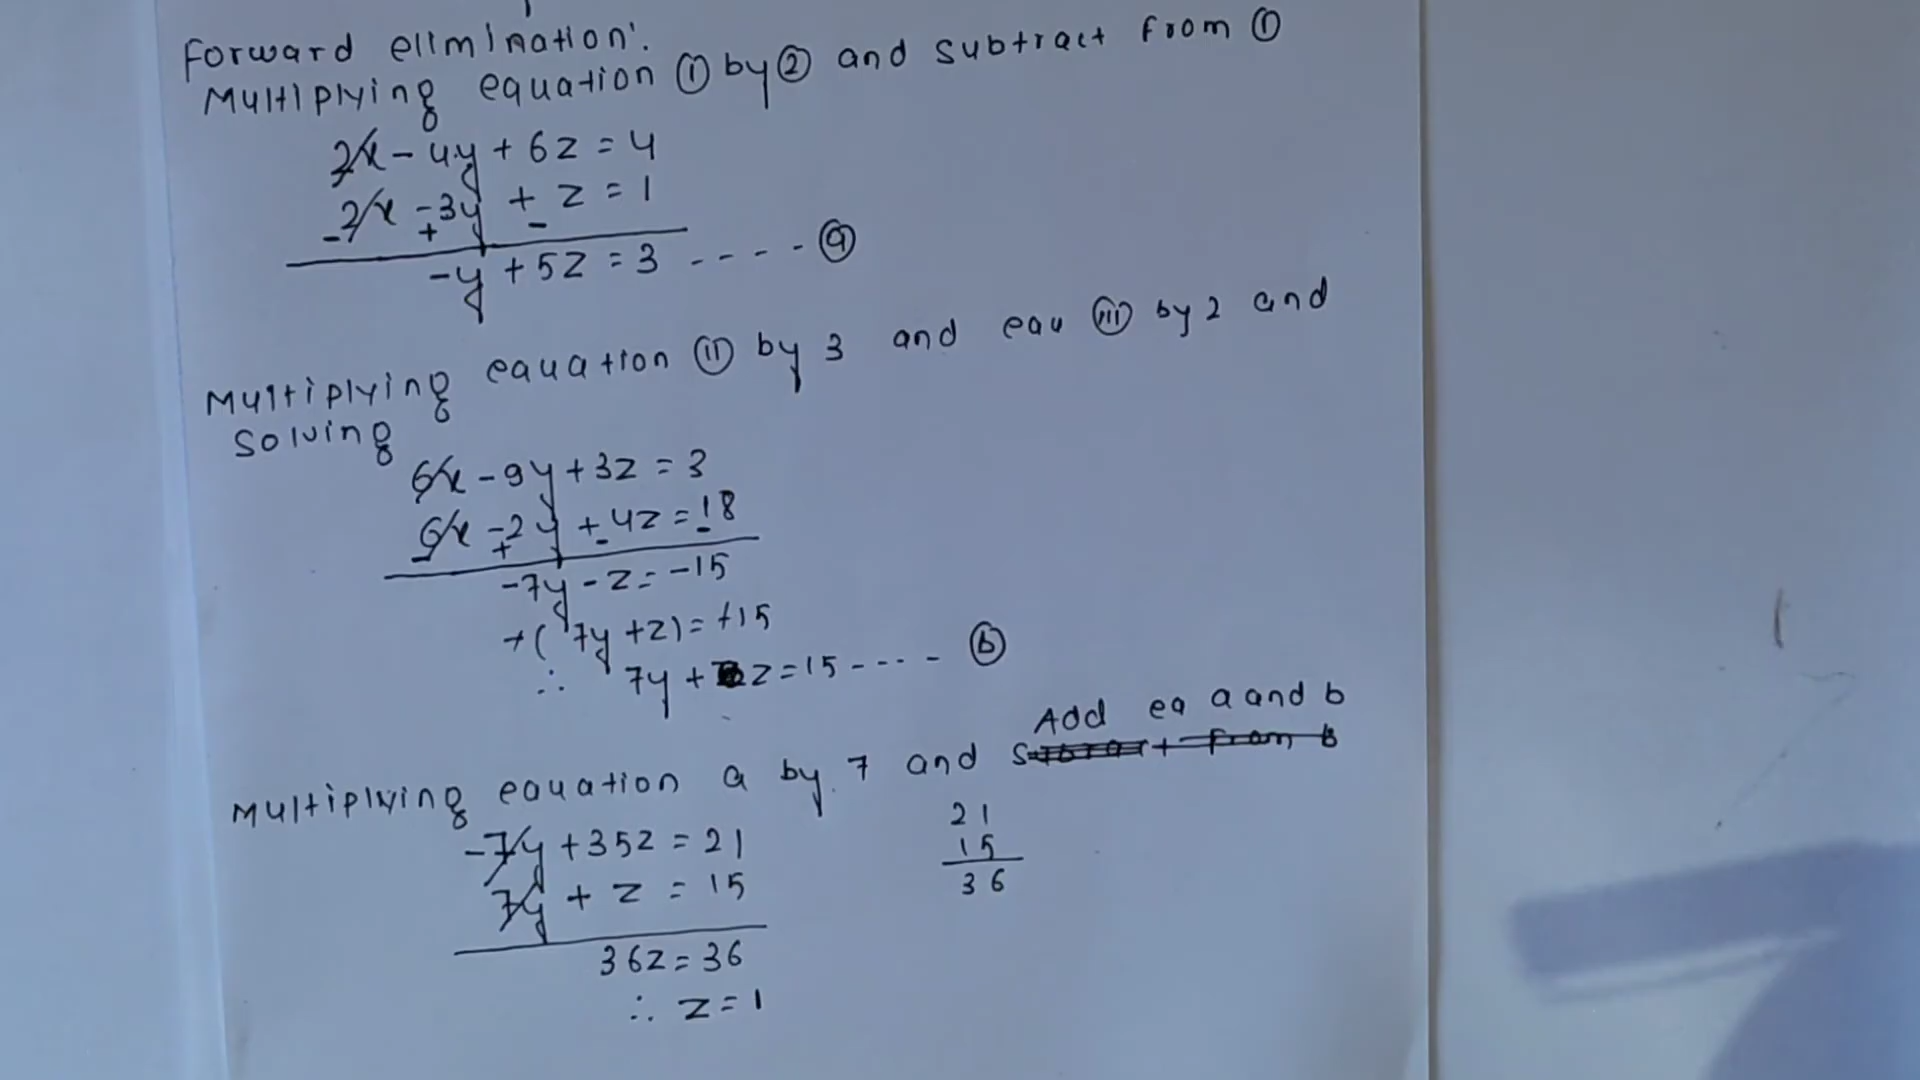 Forward elimination:
Multiplying equation ① by ② and subtract from ①
2x - 4y + 6z = 4
2x - 3y + z = 1
- + -
-y + 5z = 3 - - - - ⓐ
Multiplying equation ⓘⓘ by 3 and eau ⓘⓘⓘ by 2 and
Solving
6x - 9y + 3z = 3
6x - 2y + 4z = 18
- + - -
-7y - z = -15
+( 7y + z) = +15
∴ 7y + z = 15 - - - - ⓑ
Add eq a and b
Multiplying equation a by 7 and Subtract from b
-7y + 35z = 21
7y + z = 15
36z = 36
∴ z = 1
21
15
36